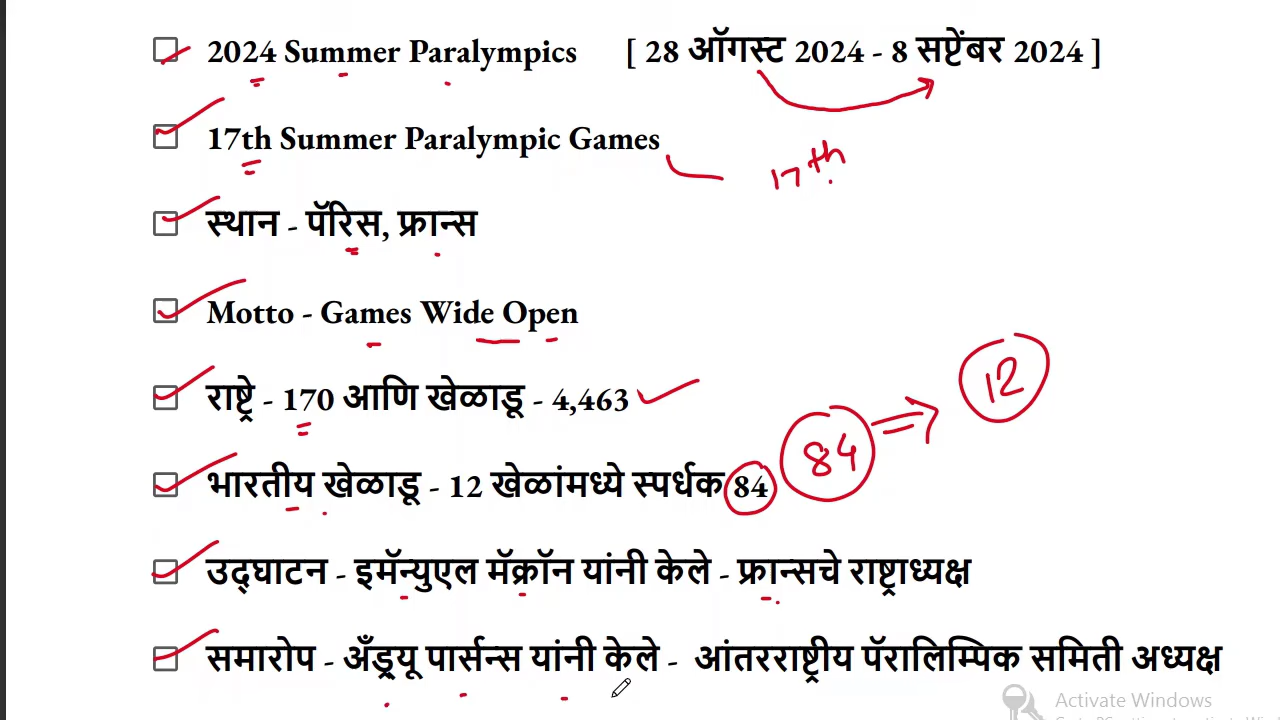 2024 Summer Paralympics [ 28 ऑगस्ट 2024 - 8 सप्टेंबर 2024 ]
17th Summer Paralympic Games
17th
स्थान - पॅरिस, फ्रान्स
Motto - Games Wide Open
राष्ट्रे - 170 आणि खेळाडू - 4,463
12
84
भारतीय खेळाडू - 12 खेळांमध्ये स्पर्धक 84
उद्घाटन - इमॅन्युएल मॅक्रॉन यांनी केले - फ्रान्सचे राष्ट्राध्यक्ष
समारोप - अँड्र्यू पार्सन्स यांनी केले - आंतरराष्ट्रीय पॅरालिम्पिक समिती अध्यक्ष
Activate Windows